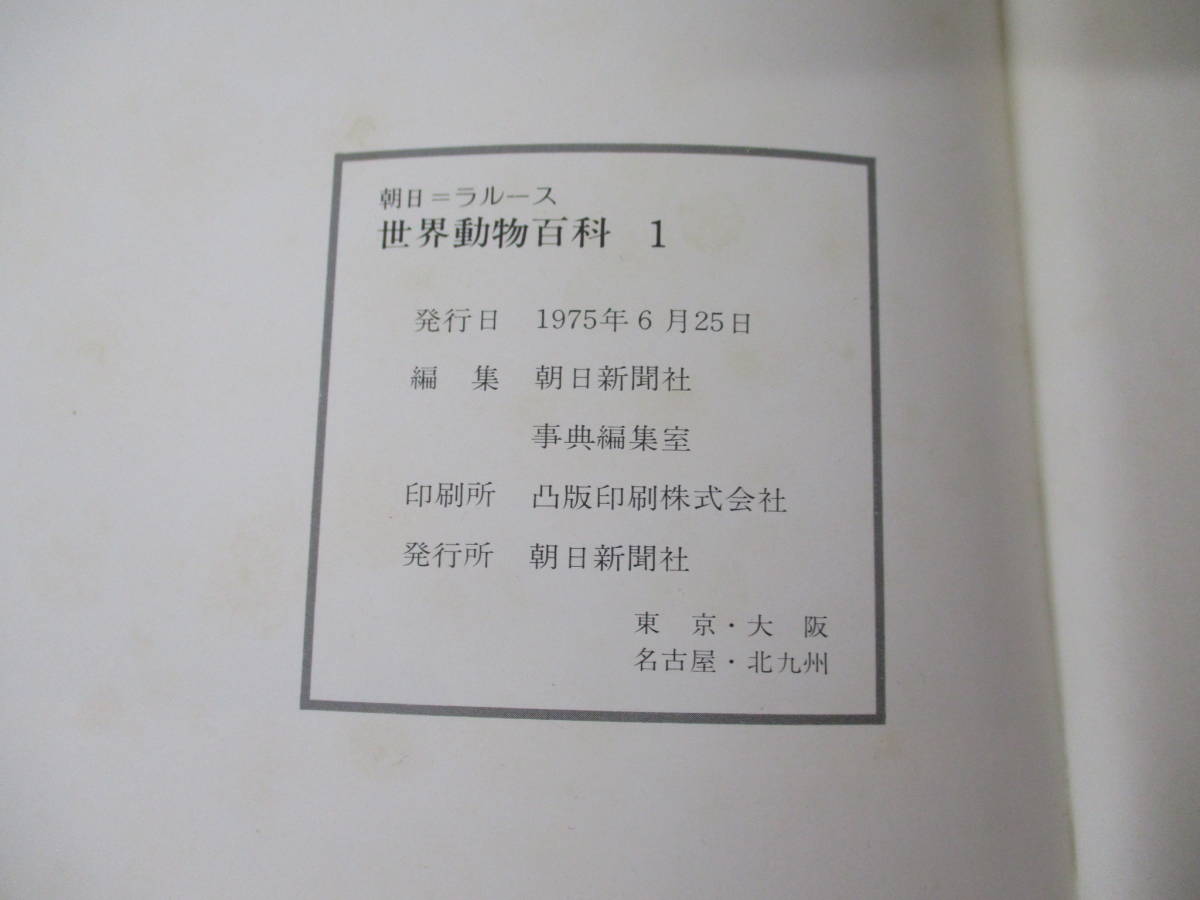 朝日＝ラルース
世界動物百科 1
発行日 1975年6月25日
編 集 朝日新聞社
事典編集室
印刷所 凸版印刷株式会社
発行所 朝日新聞社
東 京・大 阪
名古屋・北九州